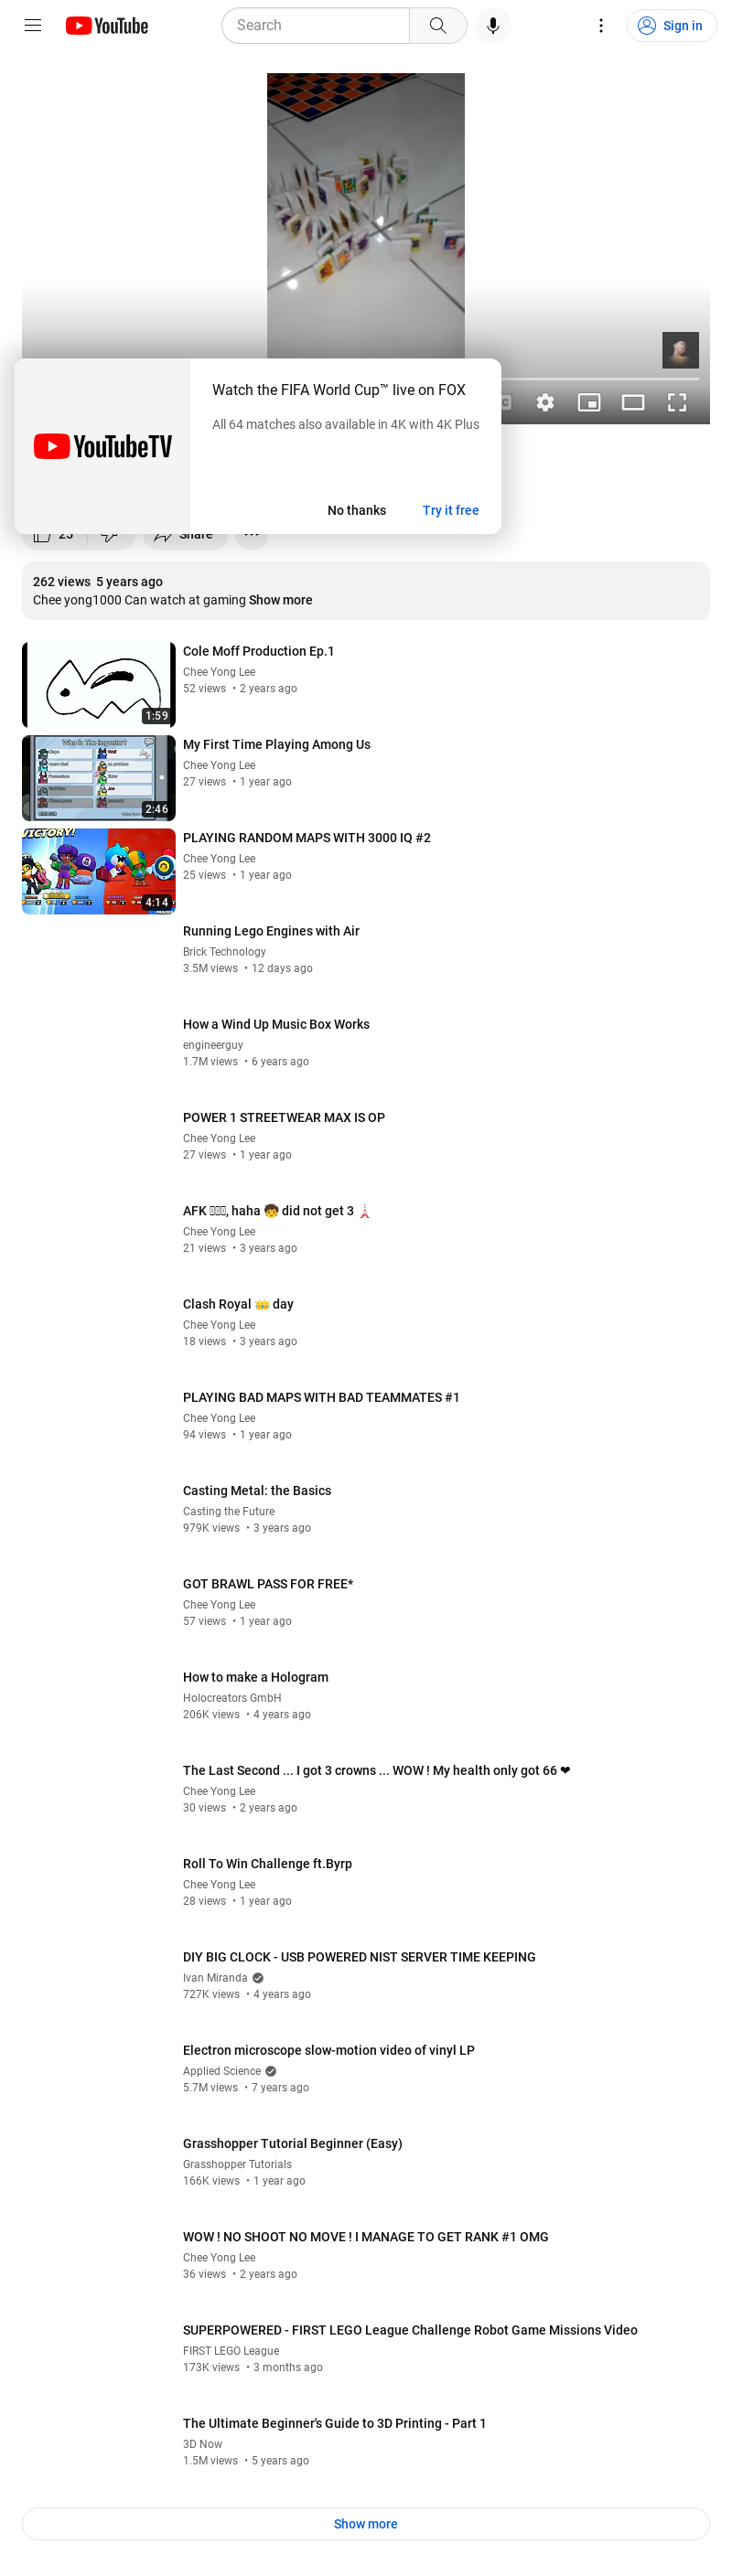 YouTube
Search
Sign in
Watch the FIFA World Cup™ live on FOX
All 64 matches also available in 4K with 4K Plus
YouTubeTV
No thanks
Try it free
25
Share
262 views 5 years ago
Chee yong1000 Can watch at gaming Show more
Cole Moff Production Ep.1
Chee Yong Lee
52 views • 2 years ago
1:59
My First Time Playing Among Us
Chee Yong Lee
27 views • 1 year ago
Who Is The Impostor?
2:46
PLAYING RANDOM MAPS WITH 3000 IQ #2
Chee Yong Lee
25 views • 1 year ago
VICTORY!
4:14
Running Lego Engines with Air
Brick Technology
3.5M views • 12 days ago
How a Wind Up Music Box Works
engineerguy
1.7M views • 6 years ago
POWER 1 STREETWEAR MAX IS OP
Chee Yong Lee
27 views • 1 year ago
AFK , haha 🧒 did not get 3 🗼
Chee Yong Lee
21 views • 3 years ago
Clash Royal 👑 day
Chee Yong Lee
18 views • 3 years ago
PLAYING BAD MAPS WITH BAD TEAMMATES #1
Chee Yong Lee
94 views • 1 year ago
Casting Metal: the Basics
Casting the Future
979K views • 3 years ago
GOT BRAWL PASS FOR FREE*
Chee Yong Lee
57 views • 1 year ago
How to make a Hologram
Holocreators GmbH
206K views • 4 years ago
The Last Second ... I got 3 crowns ... WOW ! My health only got 66 ❤
Chee Yong Lee
30 views • 2 years ago
Roll To Win Challenge ft.Byrp
Chee Yong Lee
28 views • 1 year ago
DIY BIG CLOCK - USB POWERED NIST SERVER TIME KEEPING
Ivan Miranda
727K views • 4 years ago
Electron microscope slow-motion video of vinyl LP
Applied Science
5.7M views • 7 years ago
Grasshopper Tutorial Beginner (Easy)
Grasshopper Tutorials
166K views • 1 year ago
WOW ! NO SHOOT NO MOVE ! I MANAGE TO GET RANK #1 OMG
Chee Yong Lee
36 views • 2 years ago
SUPERPOWERED - FIRST LEGO League Challenge Robot Game Missions Video
FIRST LEGO League
173K views • 3 months ago
The Ultimate Beginner's Guide to 3D Printing - Part 1
3D Now
1.5M views • 5 years ago
Show more